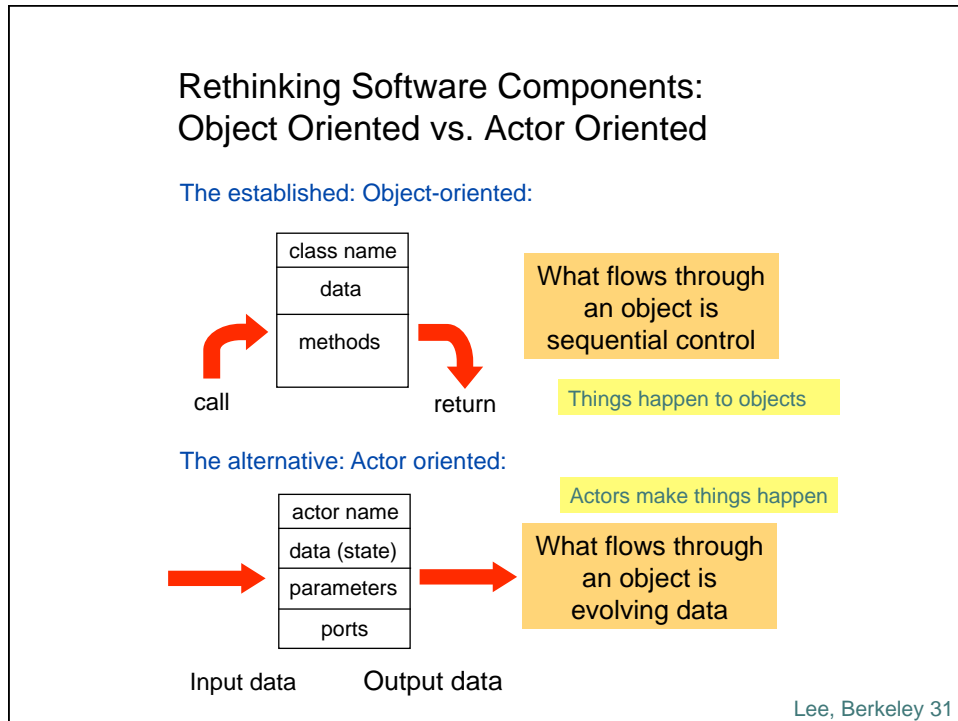 Rethinking Software Components:
Object Oriented vs. Actor Oriented
The established: Object-oriented:
class name
data
methods
call
return
What flows through
an object is
sequential control
Things happen to objects
The alternative: Actor oriented:
actor name
data (state)
parameters
ports
Input data
Output data
Actors make things happen
What flows through
an object is
evolving data
Lee, Berkeley 31